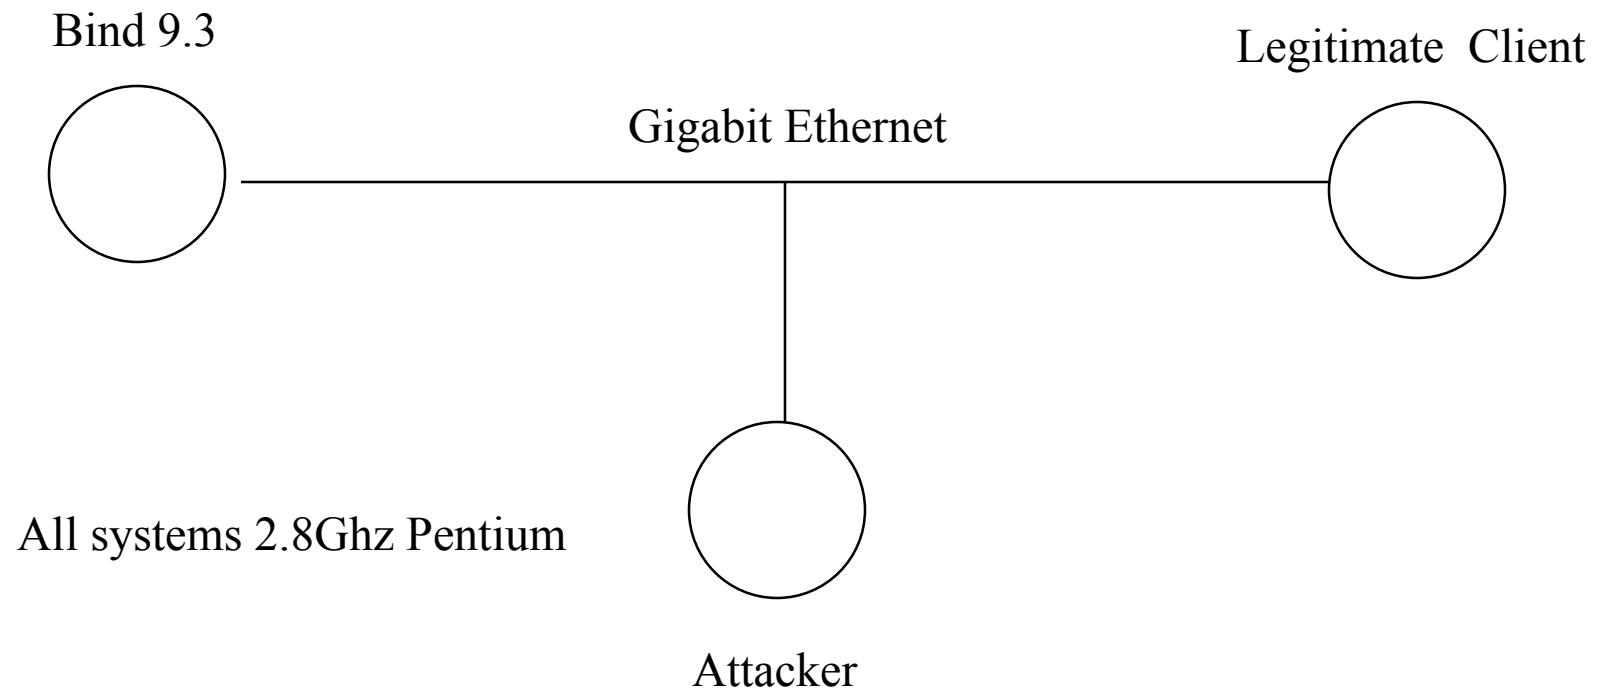 Bind 9.3
Legitimate Client
Gigabit Ethernet
All systems 2.8Ghz Pentium
Attacker